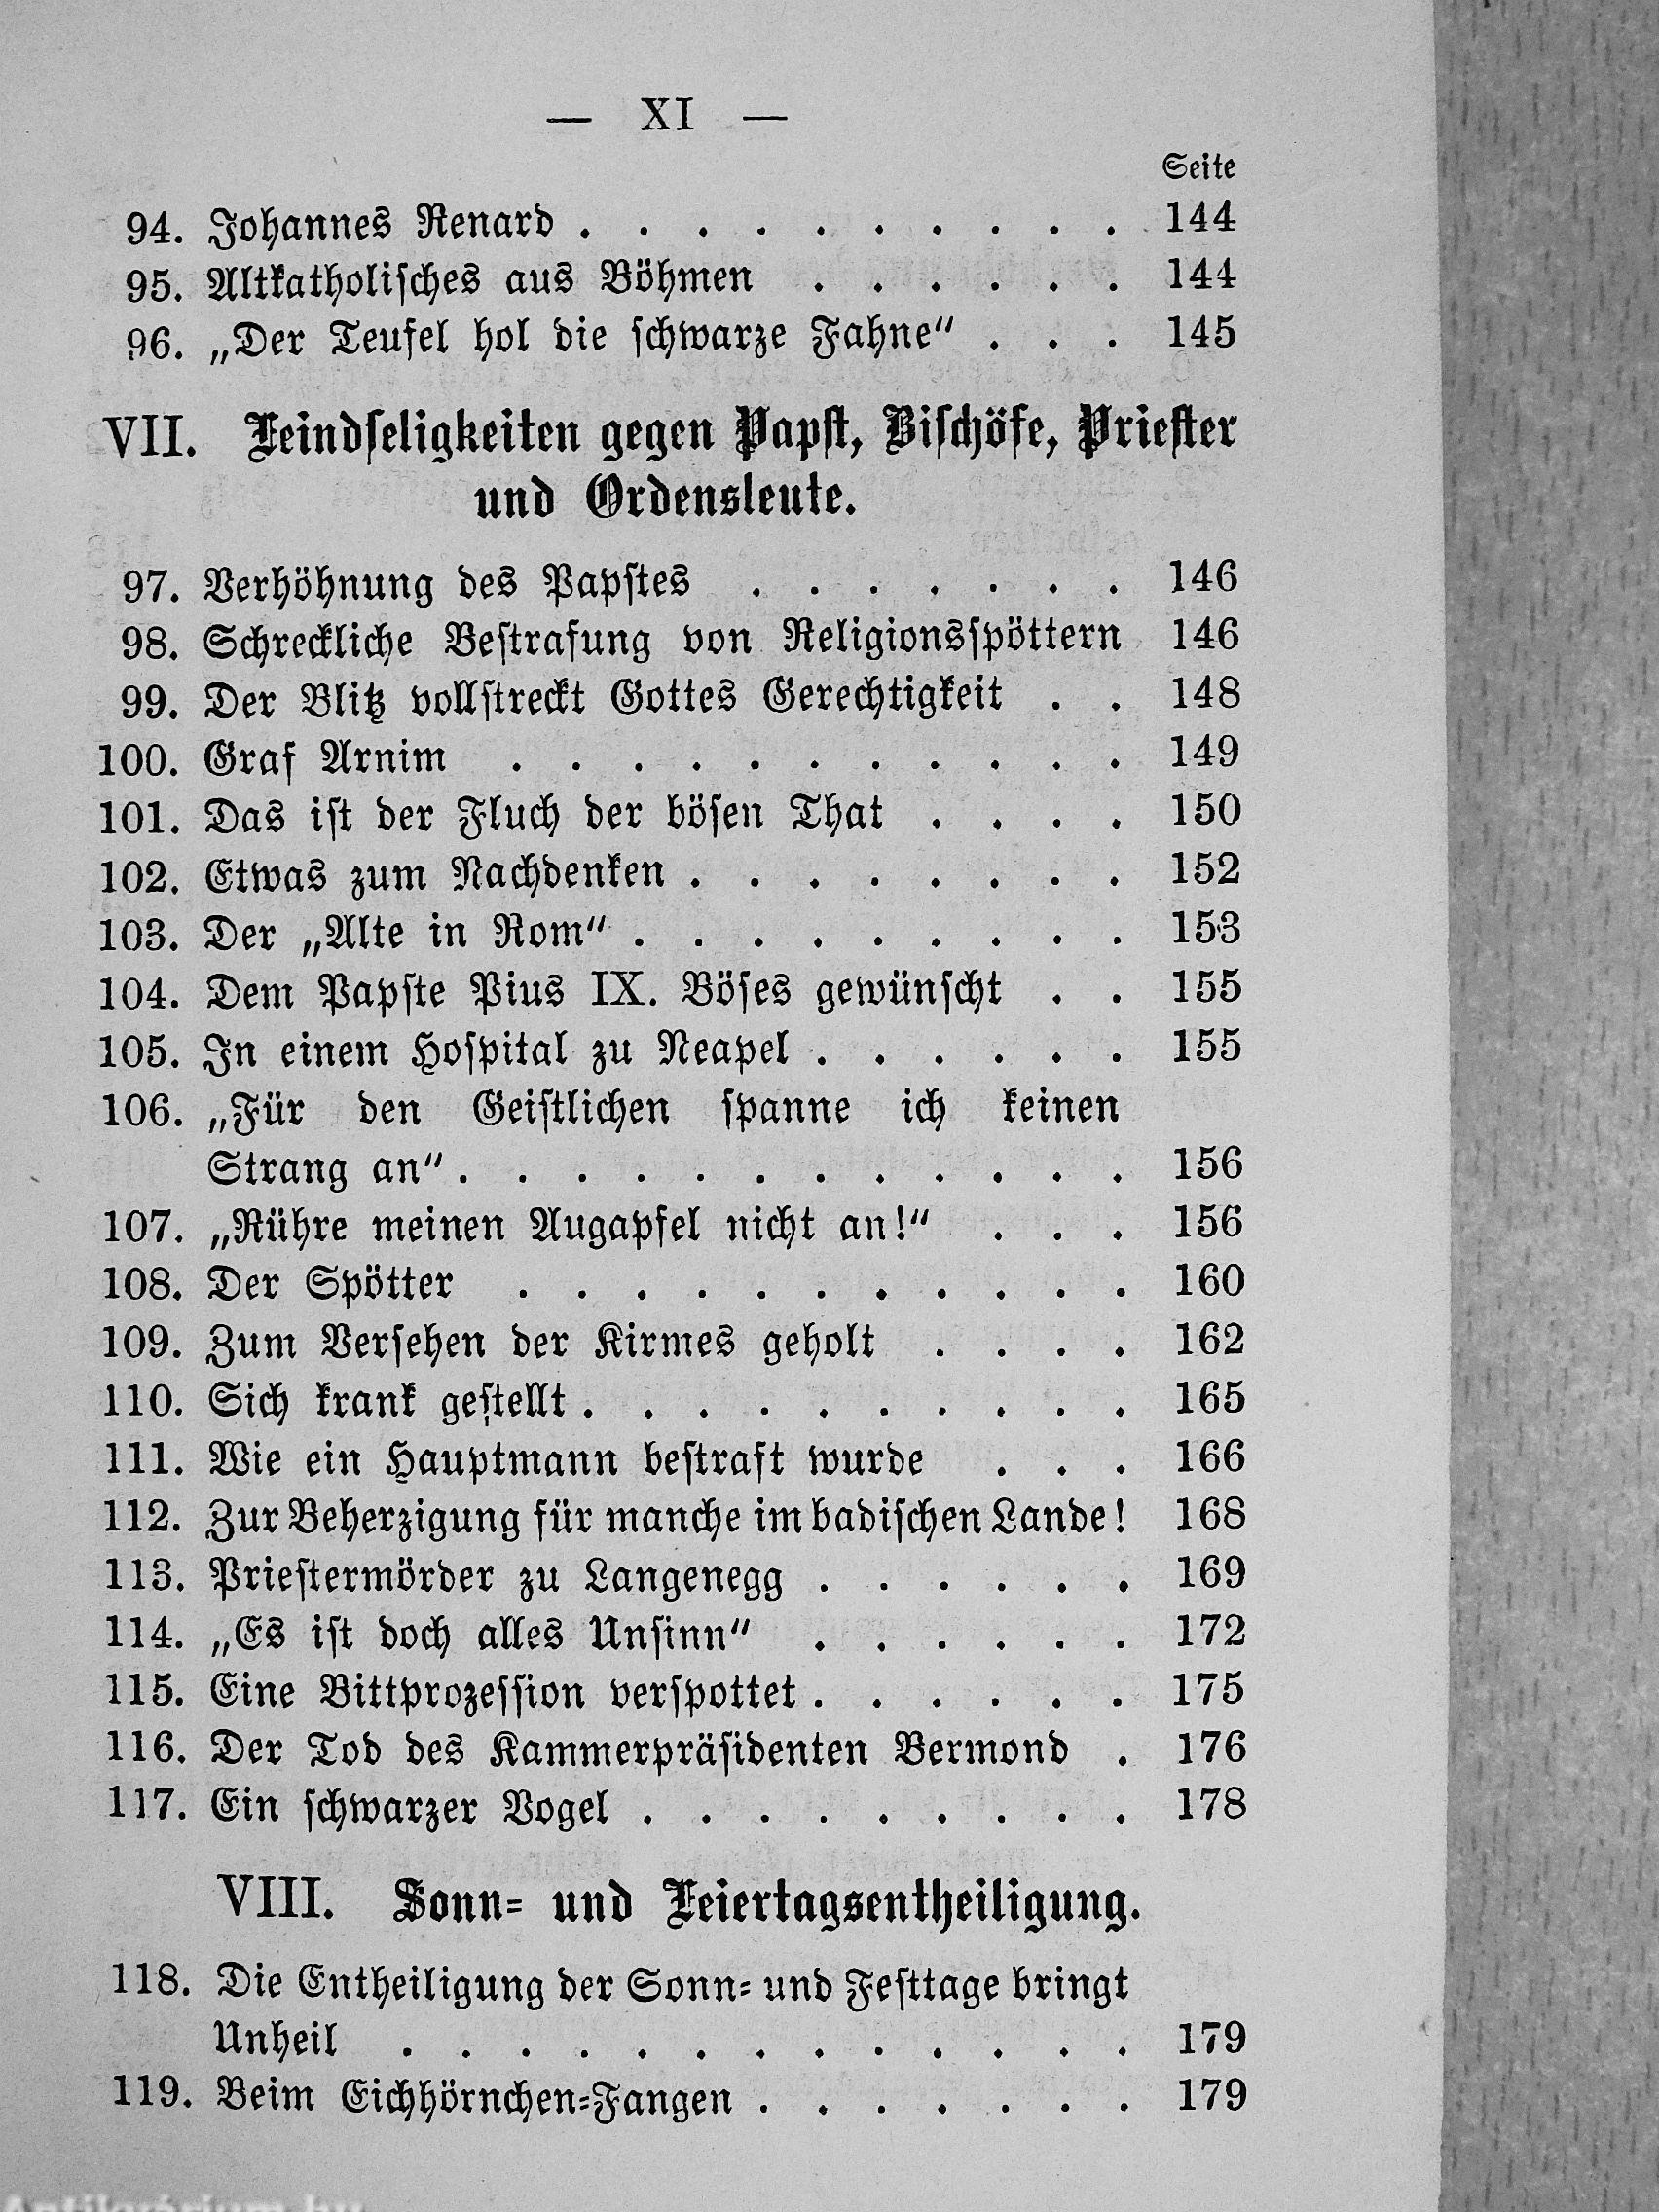 — XI —
Seite
94. Johannes Renard . . . . . . . . . . 144
95. Altkatholisches aus Böhmen . . . . . . 144
96. „Der Teufel hol die schwarze Fahne“ . . . 145
VII. Feindseligkeiten gegen Papst, Bischöfe, Priester
und Ordensleute.
97. Verhöhnung des Papstes . . . . . . . 146
98. Schreckliche Bestrafung von Religionsspöttern 146
99. Der Blitz vollstreckt Gottes Gerechtigkeit . . 148
100. Graf Arnim . . . . . . . . . . . 149
101. Das ist der Fluch der bösen That . . . . 150
102. Etwas zum Nachdenken . . . . . . . . 152
103. Der „Alte in Rom“ . . . . . . . . . 153
104. Dem Papste Pius IX. Böses gewünscht . . 155
105. In einem Hospital zu Neapel . . . . . . 155
106. „Für den Geistlichen spanne ich keinen
Strang an“ . . . . . . . . . . . . 156
107. „Rühre meinen Augapfel nicht an!“ . . . 156
108. Der Spötter . . . . . . . . . . . 160
109. Zum Versehen der Kirmes geholt . . . . 162
110. Sich krank gestellt . . . . . . . . . . 165
111. Wie ein Hauptmann bestraft wurde . . . 166
112. Zur Beherzigung für manche im badischen Lande! 168
113. Priestermörder zu Langenegg . . . . . . 169
114. „Es ist doch alles Unsinn“ . . . . . . 172
115. Eine Bittprozession verspottet . . . . . . 175
116. Der Tod des Kammerpräsidenten Bermond . 176
117. Ein schwarzer Vogel . . . . . . . . . 178
VIII. Sonn- und Feiertagsentheiligung.
118. Die Entheiligung der Sonn- und Festtage bringt
Unheil . . . . . . . . . . . . . 179
119. Beim Eichhörnchen-Fangen . . . . . . . 179